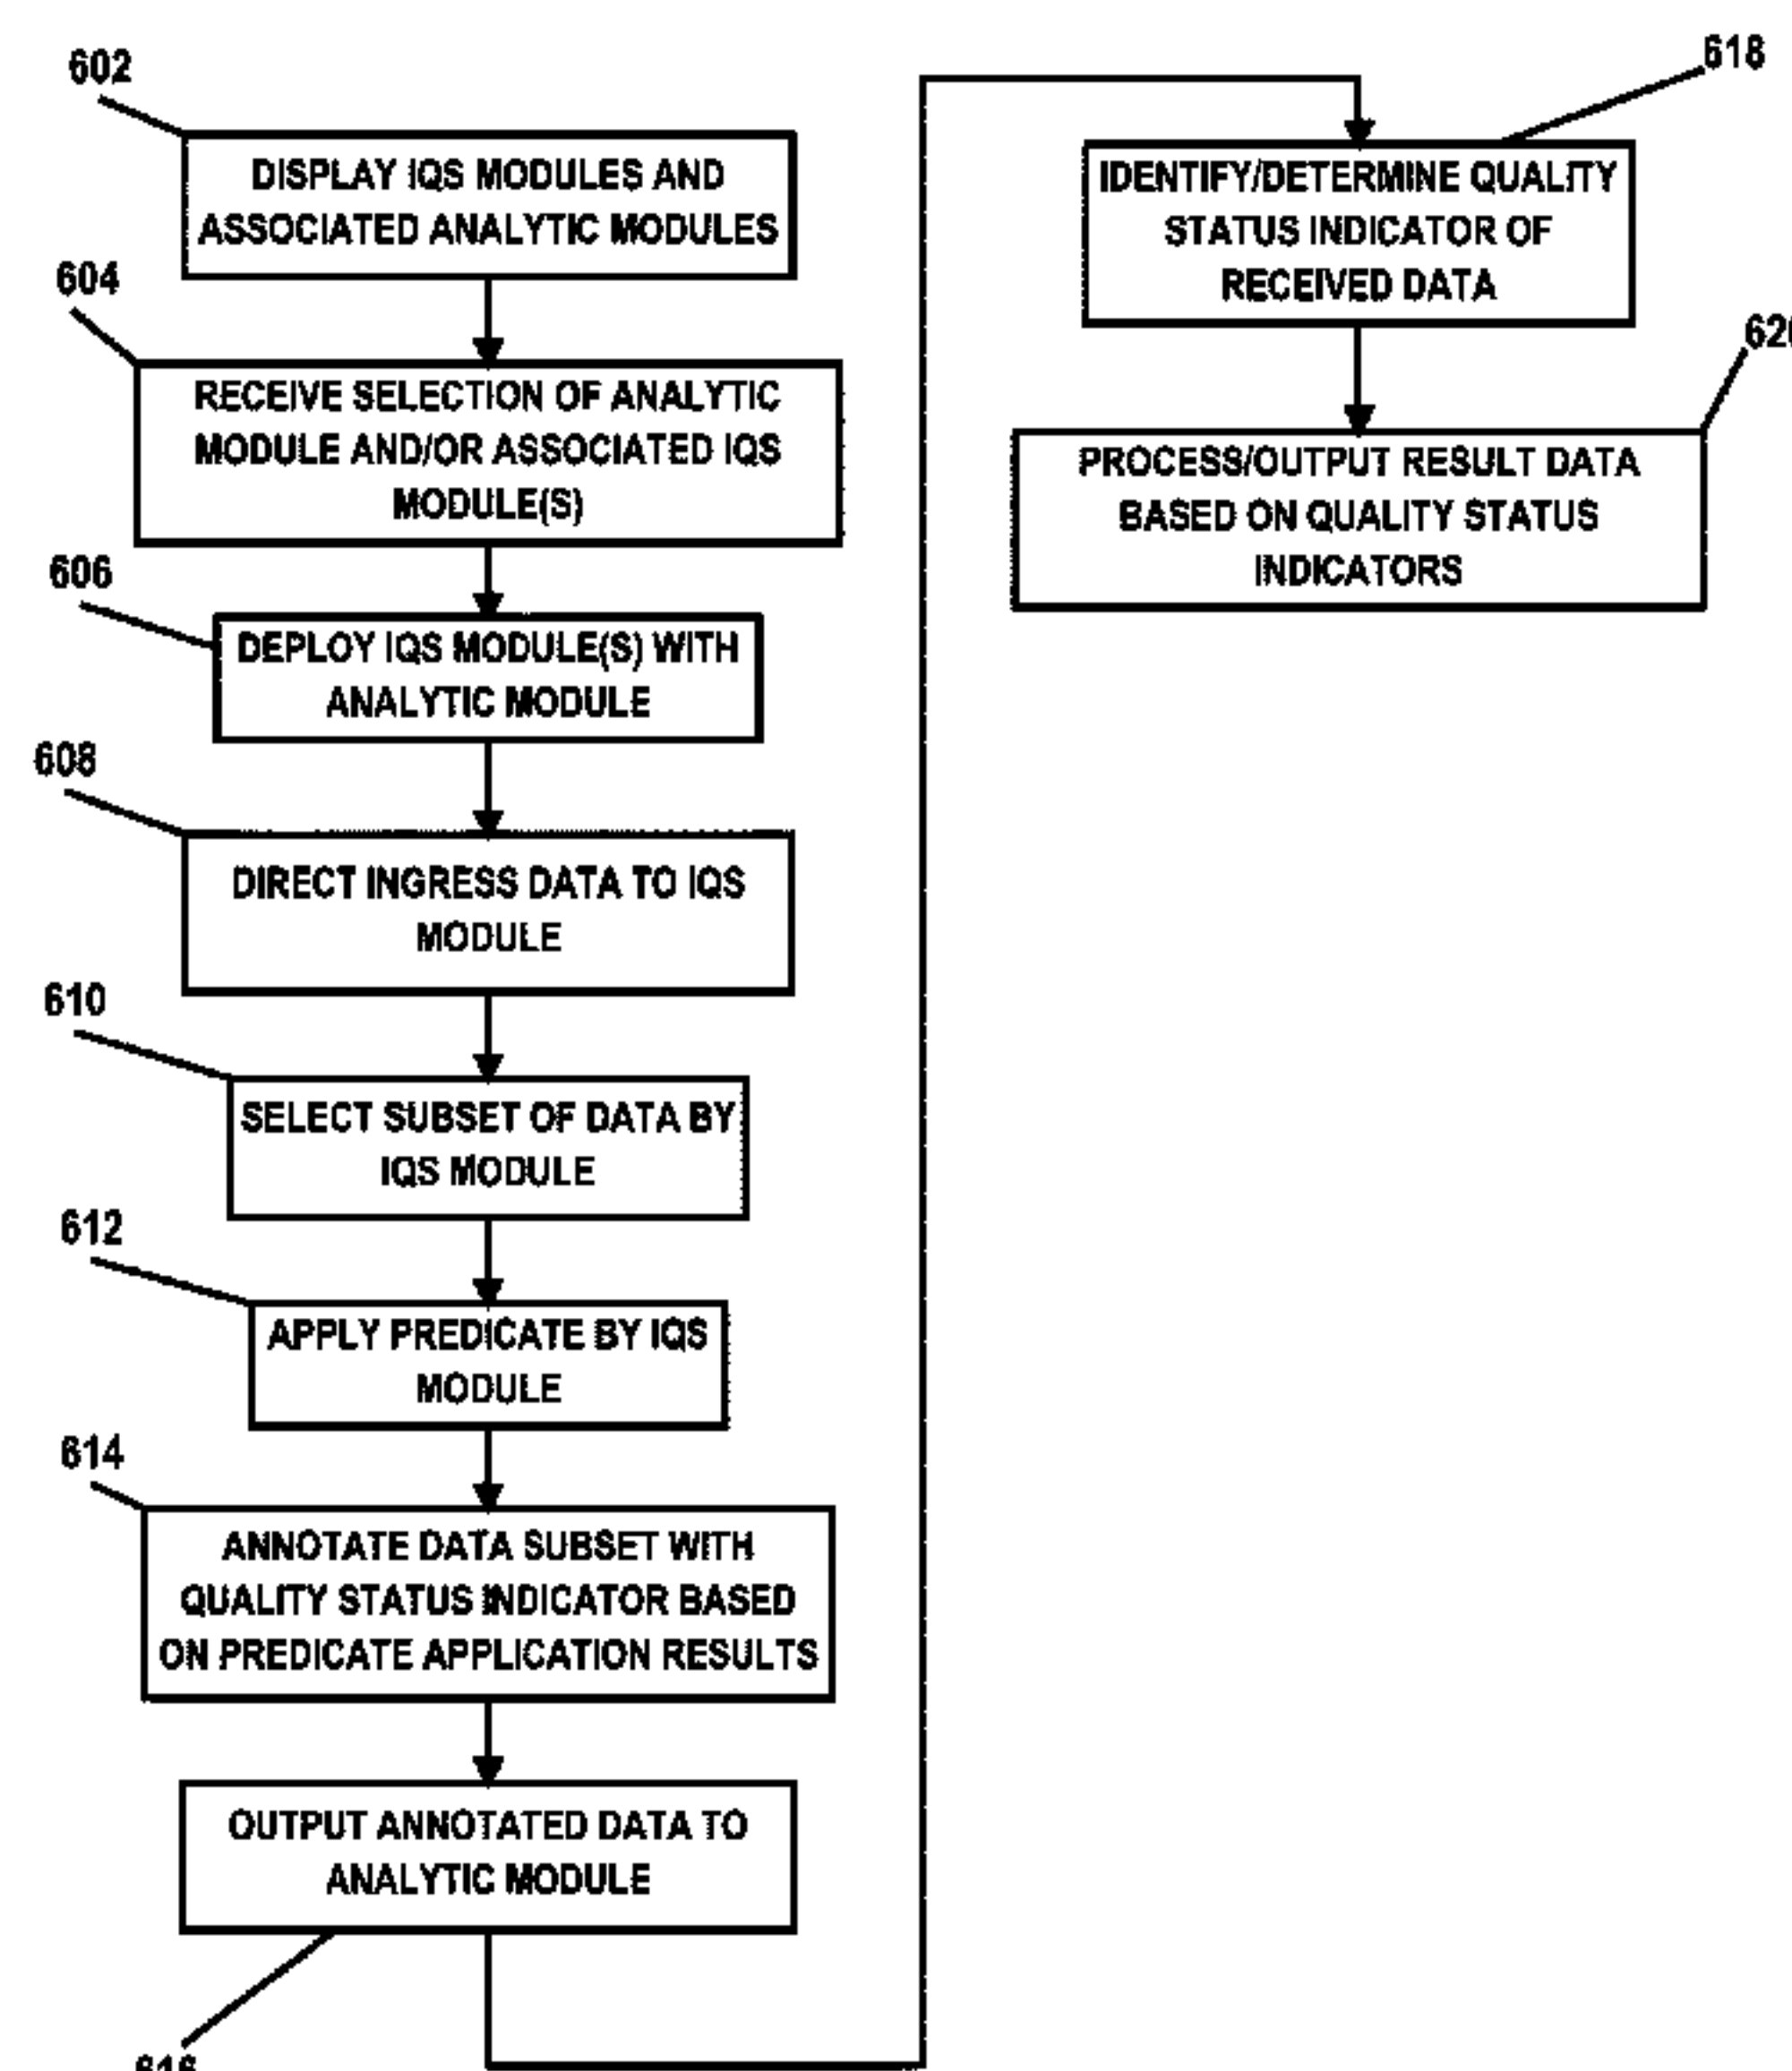 602
DISPLAY IQS MODULES AND
ASSOCIATED ANALYTIC MODULES
604
RECEIVE SELECTION OF ANALYTIC
MODULE AND/OR ASSOCIATED IQS
MODULE(S)
606
DEPLOY IQS MODULE(S) WITH
ANALYTIC MODULE
608
DIRECT INGRESS DATA TO IQS
MODULE
610
SELECT SUBSET OF DATA BY
IQS MODULE
612
APPLY PREDICATE BY IQS
MODULE
614
ANNOTATE DATA SUBSET WITH
QUALITY STATUS INDICATOR BASED
ON PREDICATE APPLICATION RESULTS
OUTPUT ANNOTATED DATA TO
ANALYTIC MODULE
616
618
IDENTIFY/DETERMINE QUALITY
STATUS INDICATOR OF
RECEIVED DATA
620
PROCESS/OUTPUT RESULT DATA
BASED ON QUALITY STATUS
INDICATORS